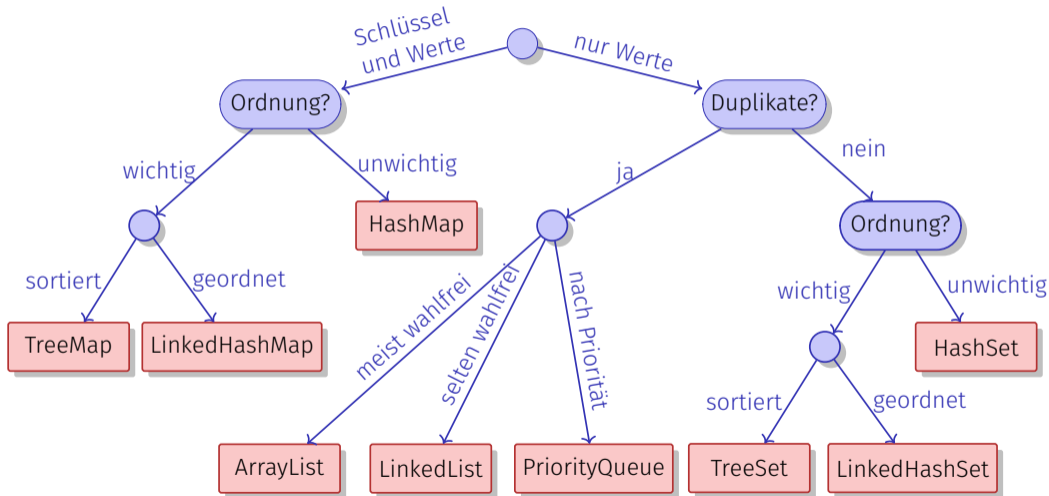 Schlüssel
und Werte
nur Werte
Ordnung?
Duplikate?
wichtig
unwichtig
ja
nein
HashMap
Ordnung?
sortiert
geordnet
meist wahlfrei
selten wahlfrei
nach Priorität
wichtig
unwichtig
TreeMap
LinkedHashMap
HashSet
sortiert
geordnet
ArrayList
LinkedList
PriorityQueue
TreeSet
LinkedHashSet